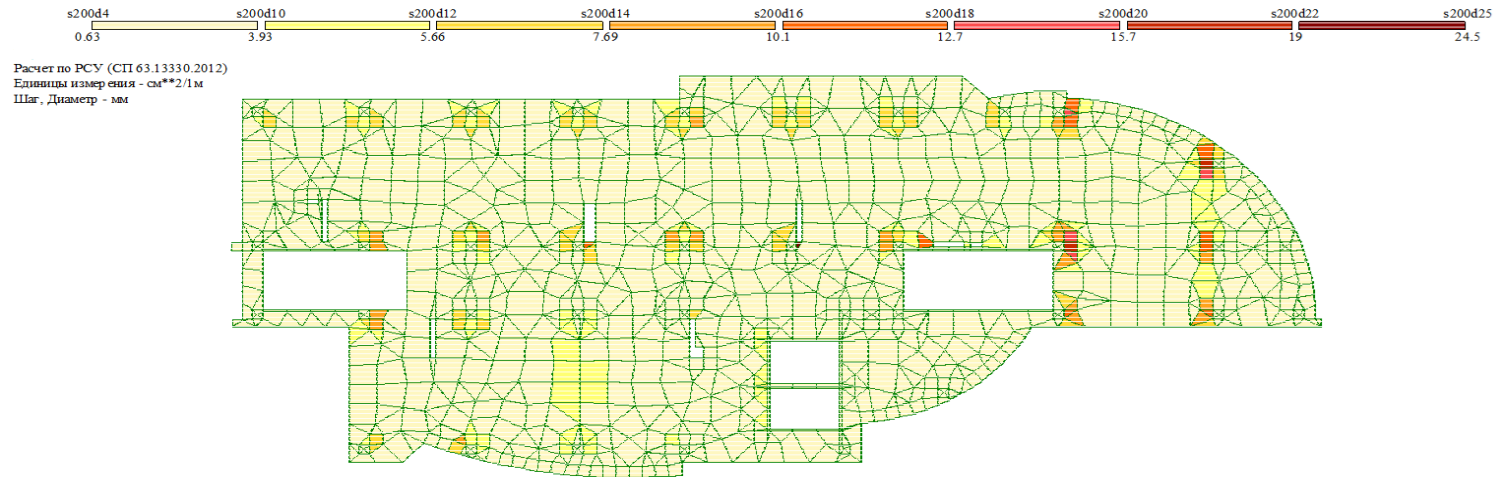 s200d4 s200d10 s200d12 s200d14 s200d16 s200d18 s200d20 s200d22 s200d25
0.63 3.93 5.66 7.69 10.1 12.7 15.7 19 24.5
Расчет по РСУ (СП 63.13330.2012)
Единицы измерения - см**2/1м
Шаг, Диаметр - мм